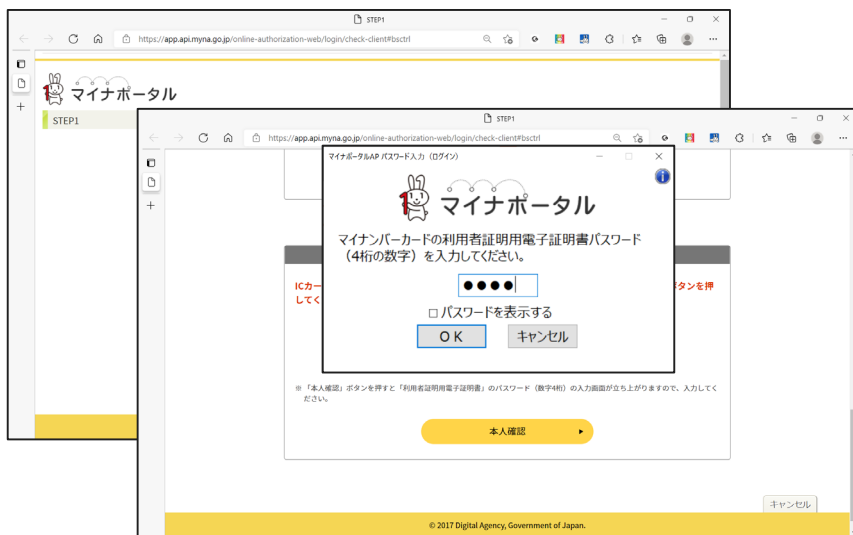 STEP1
https://app.api.myna.go.jp/online-authorization-web/login/check-client#bsctrl
マイナポータル
STEP1
STEP1
https://app.api.myna.go.jp/online-authorization-web/login/check-client#bsctrl
マイナポータルAP パスワード入力（ログイン）
マイナポータル
マイナンバーカードの利用者証明用電子証明書パスワード
（4桁の数字）を入力してください。
●●●●
パスワードを表示する
ＯＫ
キャンセル
ICカー
タンを押
してく
※ 「本人確認」ボタンを押すと「利用者証明用電子証明書」のパスワード（数字4桁）の入力画面が立ち上がりますので、入力してく
ださい。
本人確認
キャンセル
© 2017 Digital Agency, Government of Japan.